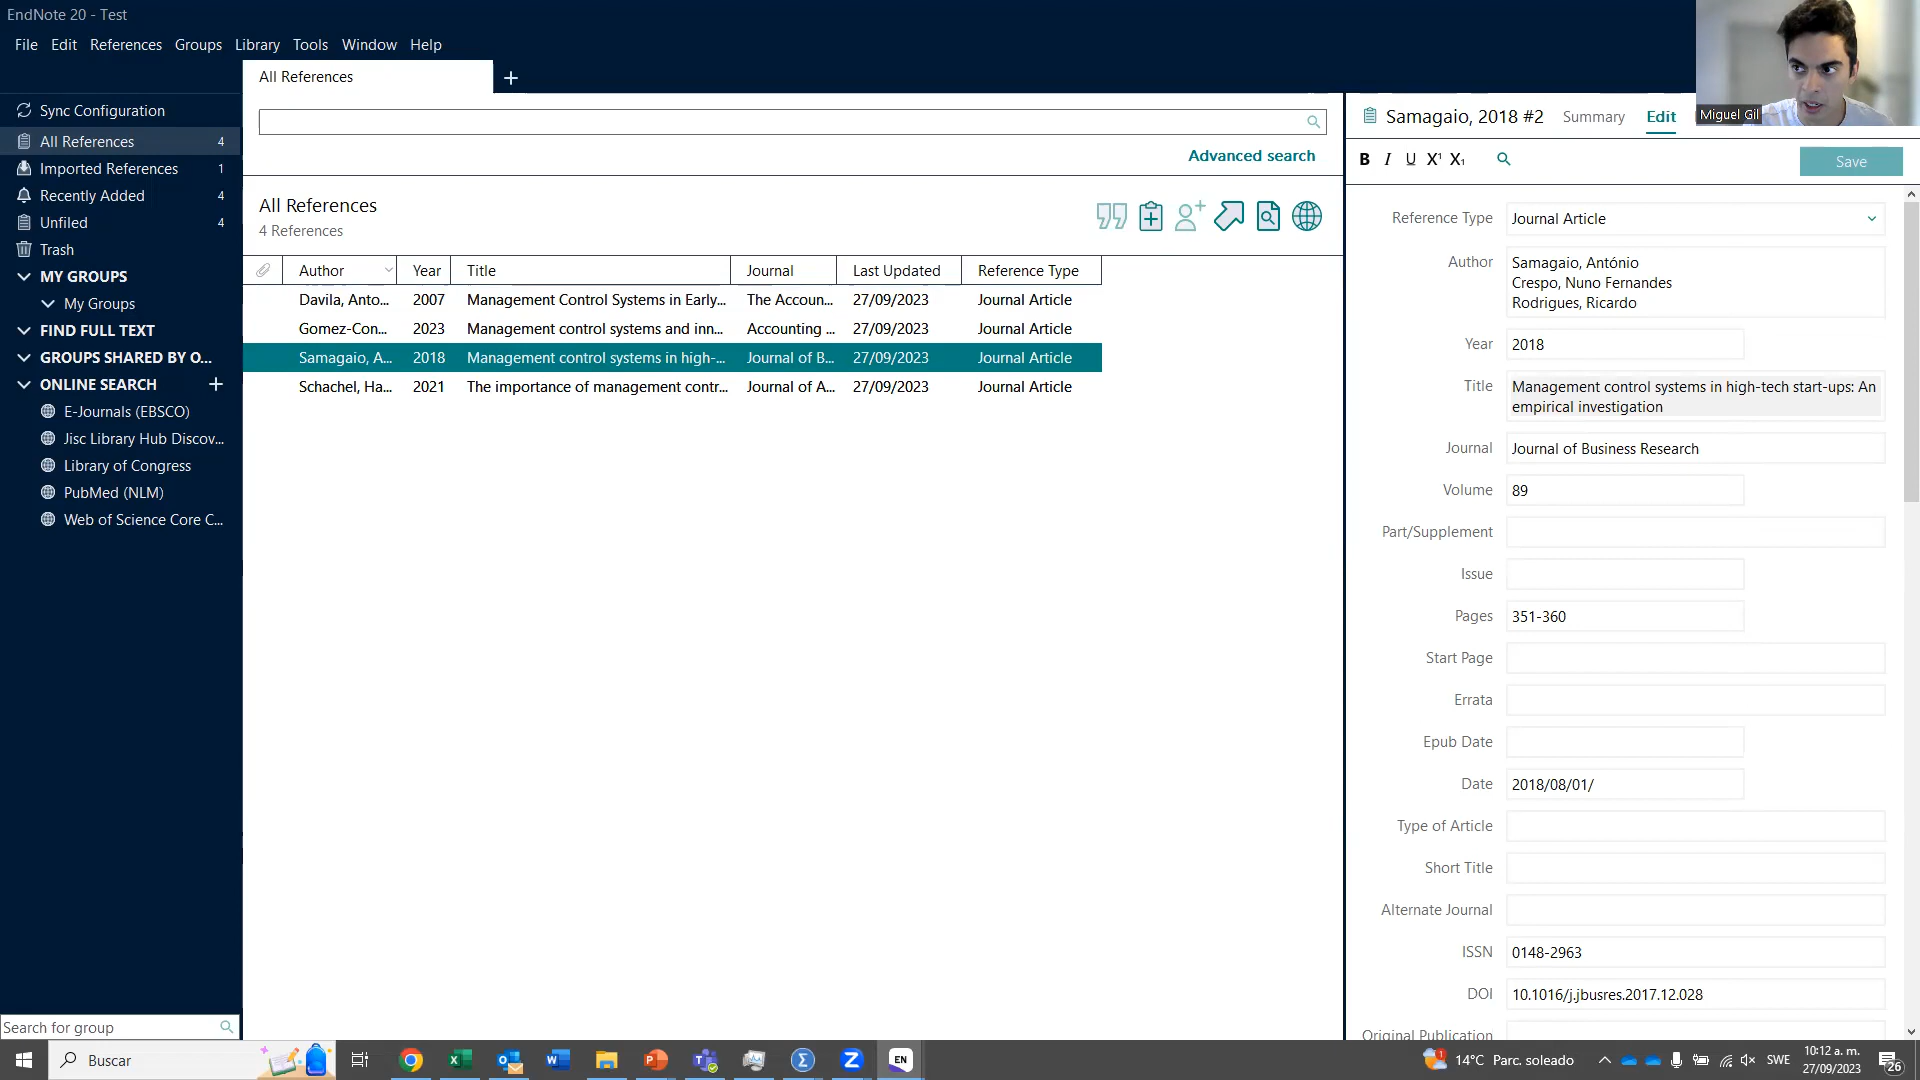 EndNote 20 - Test
File Edit References Groups Library Tools Window Help
All References
Sync Configuration
All References 4
Imported References 1
Recently Added 4
Unfiled 4
Trash
MY GROUPS
My Groups
FIND FULL TEXT
GROUPS SHARED BY O...
ONLINE SEARCH
E-Journals (EBSCO)
Jisc Library Hub Discov...
Library of Congress
PubMed (NLM)
Web of Science Core C...
Search for group
Advanced search
All References
4 References
Author Year Title Journal Last Updated Reference Type
Davila, Anto... 2007 Management Control Systems in Early... The Accoun... 27/09/2023 Journal Article
Gomez-Con... 2023 Management control systems and inn... Accounting ... 27/09/2023 Journal Article
Samagaio, A... 2018 Management control systems in high-... Journal of B... 27/09/2023 Journal Article
Schachel, Ha... 2021 The importance of management contr... Journal of A... 27/09/2023 Journal Article
Samagaio, 2018 #2 Summary Edit
Miguel Gil
B I U X¹ X₁
Save
Reference Type Journal Article
Author Samagaio, António
Crespo, Nuno Fernandes
Rodrigues, Ricardo
Year 2018
Title Management control systems in high-tech start-ups: An
empirical investigation
Journal Journal of Business Research
Volume 89
Part/Supplement
Issue
Pages 351-360
Start Page
Errata
Epub Date
Date 2018/08/01/
Type of Article
Short Title
Alternate Journal
ISSN 0148-2963
DOI 10.1016/j.jbusres.2017.12.028
Original Publication
Buscar
EN
14°C Parc. soleado
SWE
10:12 a. m.
27/09/2023
26